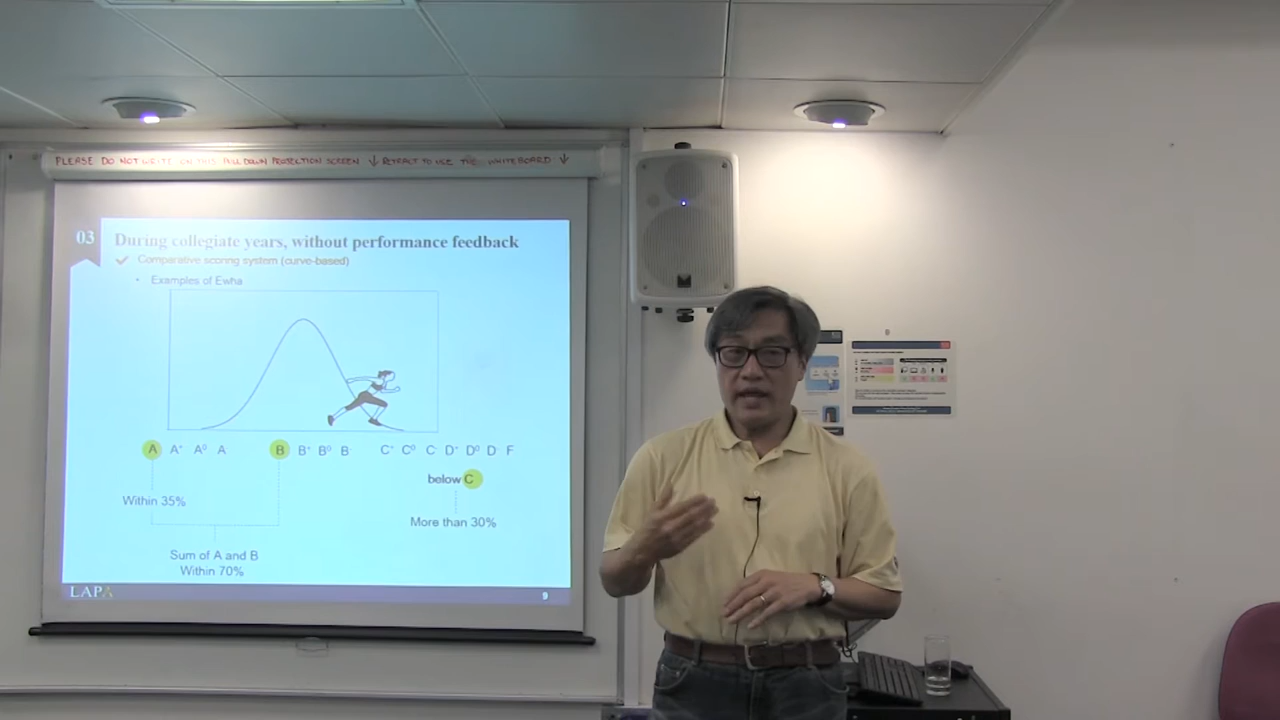 PLEASE DO NOT WRITE ON THIS PULL DOWN PROJECTION SCREEN ↓ RETRACT TO USE THE WHITEBOARD ↓
03 During collegiate years, without performance feedback
✓ Comparative scoring system (curve-based)
• Examples of Ewha
A A⁺ A⁰ A B B⁺ B⁰ B⁻ C⁺ C⁰ C D⁺ D⁰ D F
below C
Within 35%
More than 30%
Sum of A and B
Within 70%
LAPA 9